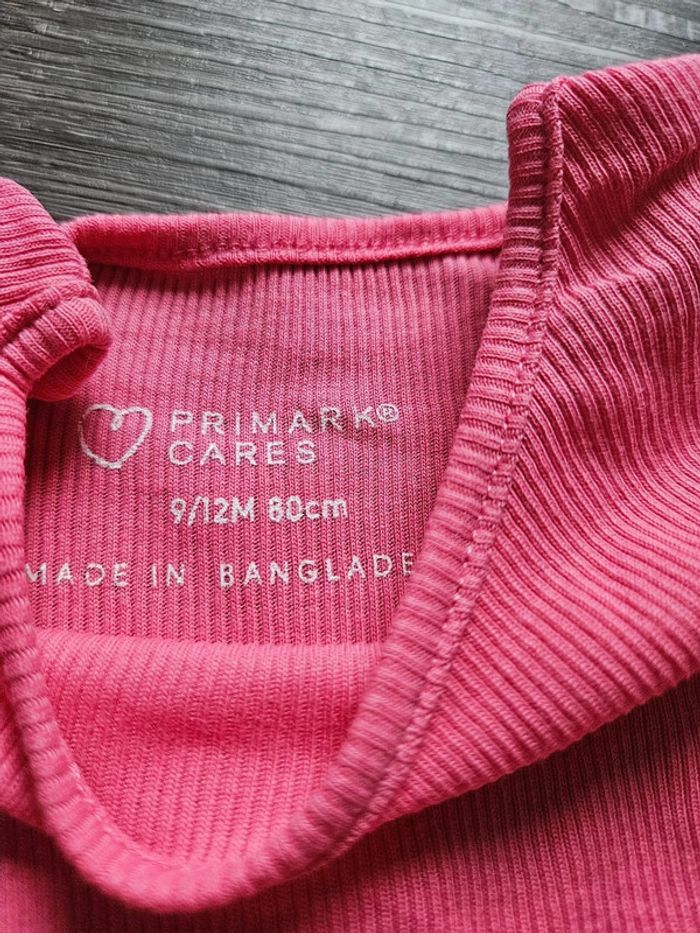 PRIMARK®
CARES
9/12M 80cm
MADE IN BANGLADE